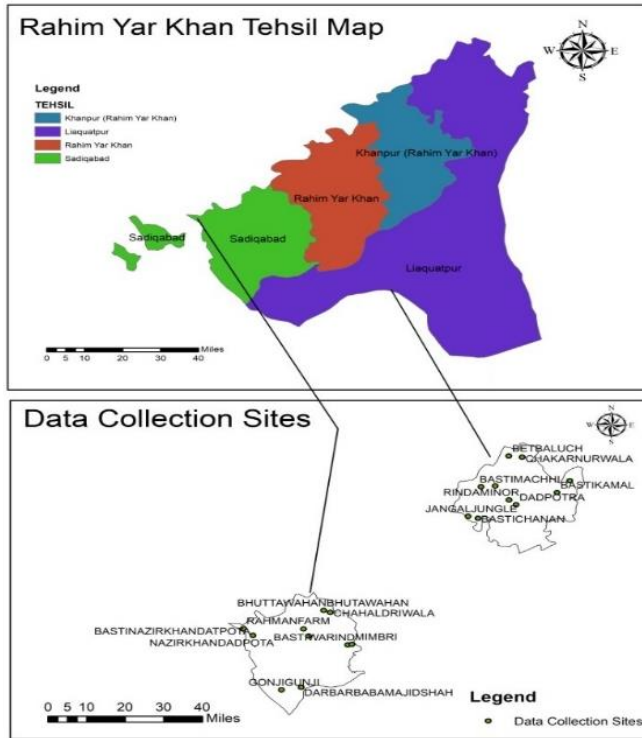 Rahim Yar Khan Tehsil Map
N
W E
S
Legend
TEHSIL
Khanpur (Rahim Yar Khan)
Liaquatpur
Rahim Yar Khan
Sadiqabad
Khanpur (Rahim Yar Khan)
Rahim Yar Khan
Sadiqabad
Sadiqabad
Liaquatpur
Miles
0 5 10 20 30 40
Data Collection Sites
N
W E
S
BETBALUCH
CHAKARNURWALA
BASTIMACHHI
BASTIKAMAL
RINDAMINOR
DADPOTRA
JANGALJUNGLE
BASTICHANAN
BHUTTAWAHANBHUTAWAHAN
CHAHALDRIWALA
RAHMANFARM
BASTINAZIRKHANDATPOTA
BASTIWARIND MIMBRI
NAZIRKHANDADPOTA
GONJIGUNJI
DARBARBABAMAJIDSHAH
Legend
Data Collection Sites
0 5 10 20 30 40
Miles